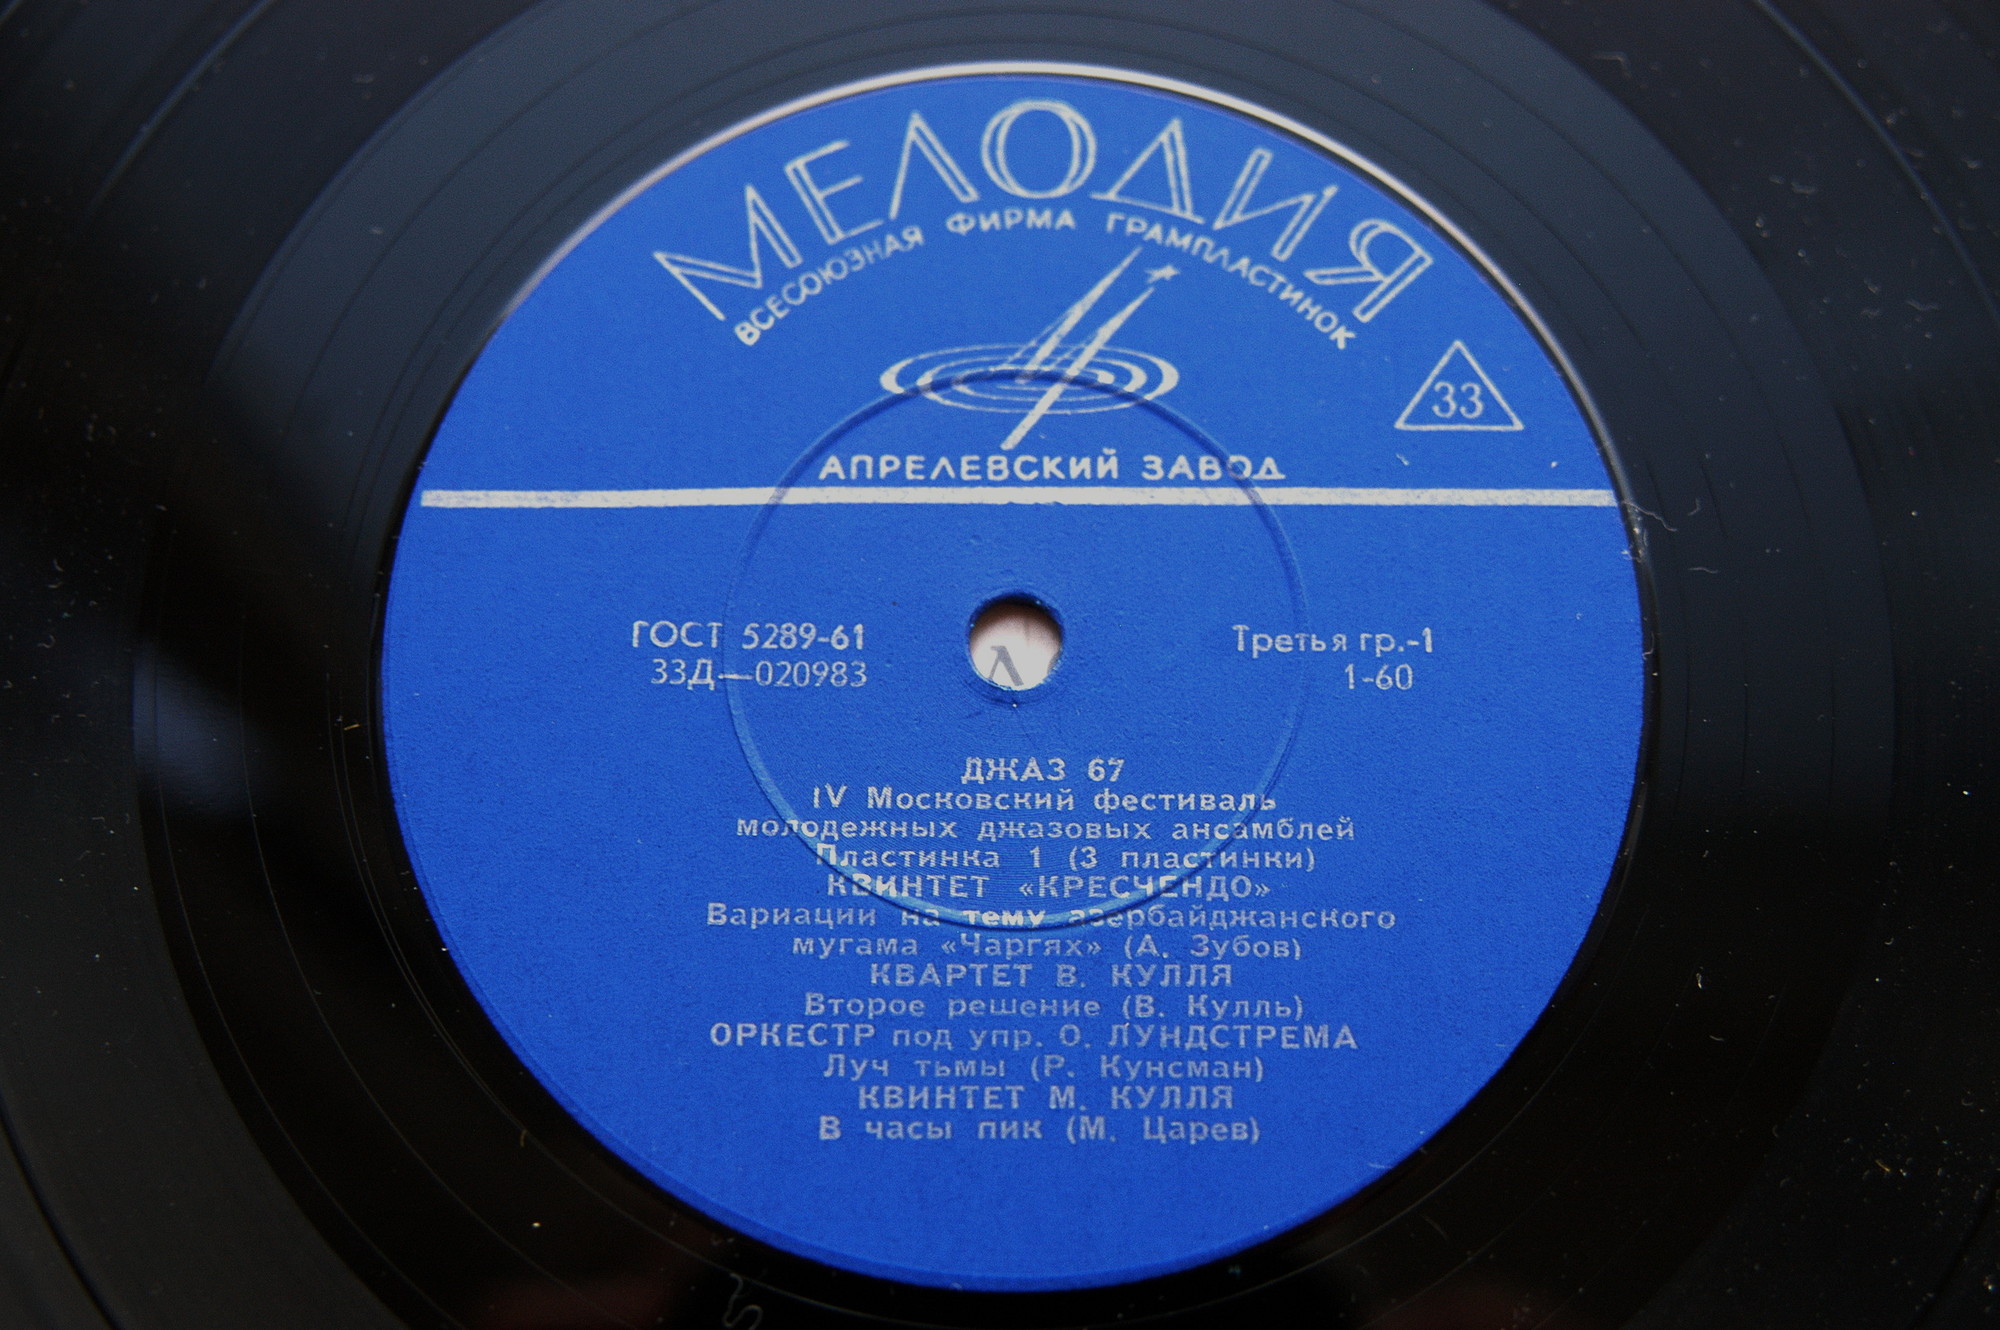 МЕЛОДИЯ
ВСЕСОЮЗНАЯ ФИРМА ГРАМПЛАСТИНОК
33
АПРЕЛЕВСКИЙ ЗАВОД
ГОСТ 5289-61
33Д—020983
Третья гр.-1
1-60
ДЖАЗ 67
IV Московский фестиваль
молодежных джазовых ансамблей
Пластинка 1 (3 пластинки)
КВИНТЕТ «КРЕСЧЕНДО»
Вариации на тему азербайджанского
мугама «Чаргях» (А. Зубов)
КВАРТЕТ В. КУЛЛЯ
Второе решение (В. Кулль)
ОРКЕСТР под упр. О. ЛУНДСТРЕМА
Луч тьмы (Р. Кунсман)
КВИНТЕТ М. КУЛЛЯ
В часы пик (М. Царев)